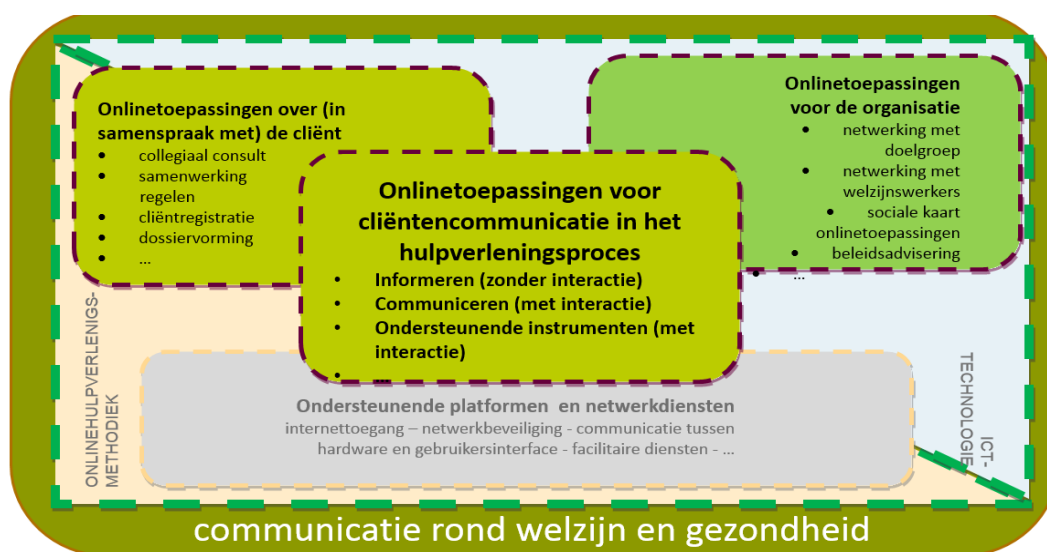 Onlinetoepassingen over (in
samenspraak met) de cliënt
• collegiaal consult
• samenwerking
regelen
• cliëntregistratie
• dossiervorming
• ...
Onlinetoepassingen
voor de organisatie
• netwerking met
doelgroep
• netwerking met
welzijnswerkers
• sociale kaart
onlinetoepassingen
• beleidsadvisering
• ...
Onlinetoepassingen voor
cliëntencommunicatie in het
hulpverleningsproces
• Informeren (zonder interactie)
• Communiceren (met interactie)
• Ondersteunende instrumenten (met
interactie)
• ...
ONLINEHULPVERLENIGS-
METHODIEK
ICT-
TECHNOLOGIE
Ondersteunende platformen en netwerkdiensten
internettoegang – netwerkbeveiliging - communicatie tussen
hardware en gebruikersinterface - facilitaire diensten - ...
communicatie rond welzijn en gezondheid